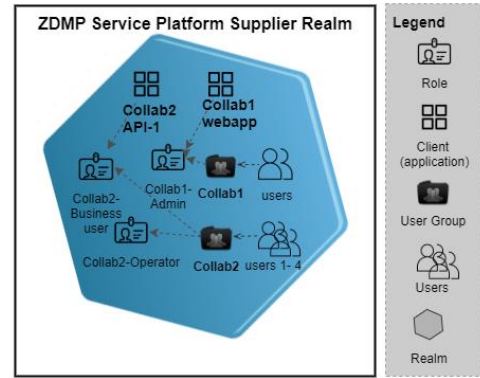 ZDMP Service Platform Supplier Realm
Collab2
API-1
Collab1
webapp
Collab2-
Business
user
Collab1-
Admin
Collab1
users
Collab2-Operator
Collab2
users 1- 4
Legend
Role
Client
(application)
User Group
Users
Realm